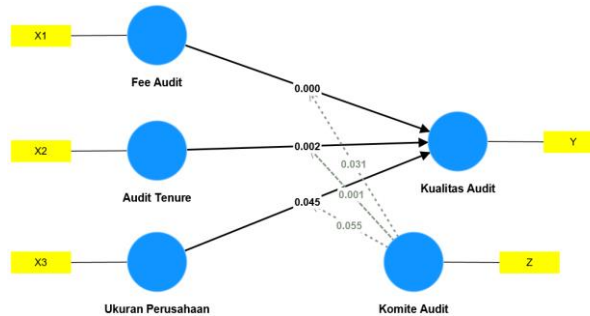 X1
Fee Audit
0.000
X2
Audit Tenure
0.002
0.031
Kualitas Audit
Y
0.045
0.001
0.055
X3
Ukuran Perusahaan
Komite Audit
Z